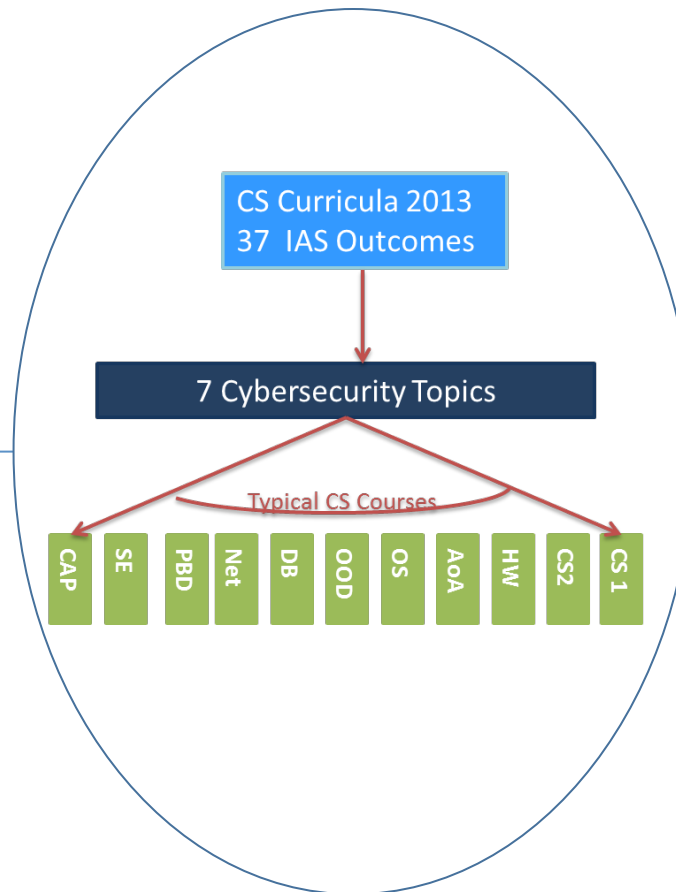 CS Curricula 2013
37 IAS Outcomes
7 Cybersecurity Topics
Typical CS Courses
CAP
SE
PBD
Net
DB
OOD
OS
AoA
HW
CS2
CS 1